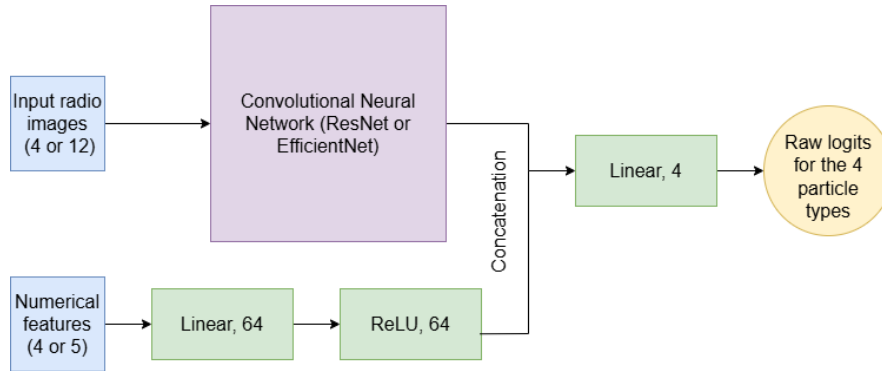 Input radio
images
(4 or 12)
Convolutional Neural
Network (ResNet or
EfficientNet)
Concatenation
Linear, 4
Raw logits
for the 4
particle
types
Numerical
features
(4 or 5)
Linear, 64
ReLU, 64